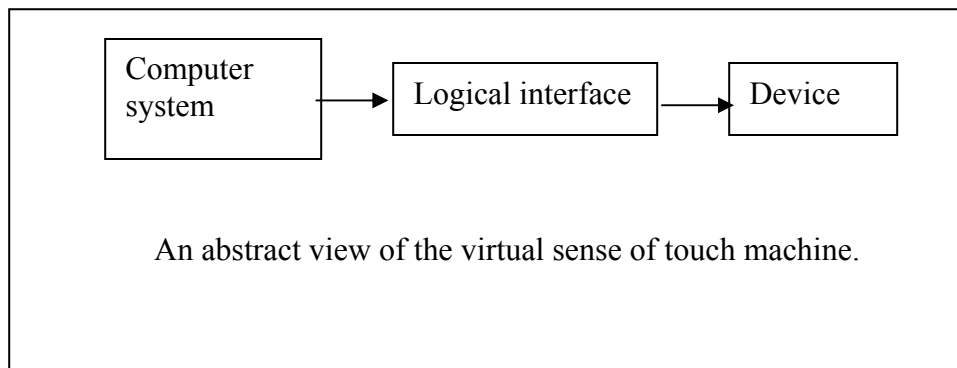 Computer
system
Logical interface
Device
An abstract view of the virtual sense of touch machine.